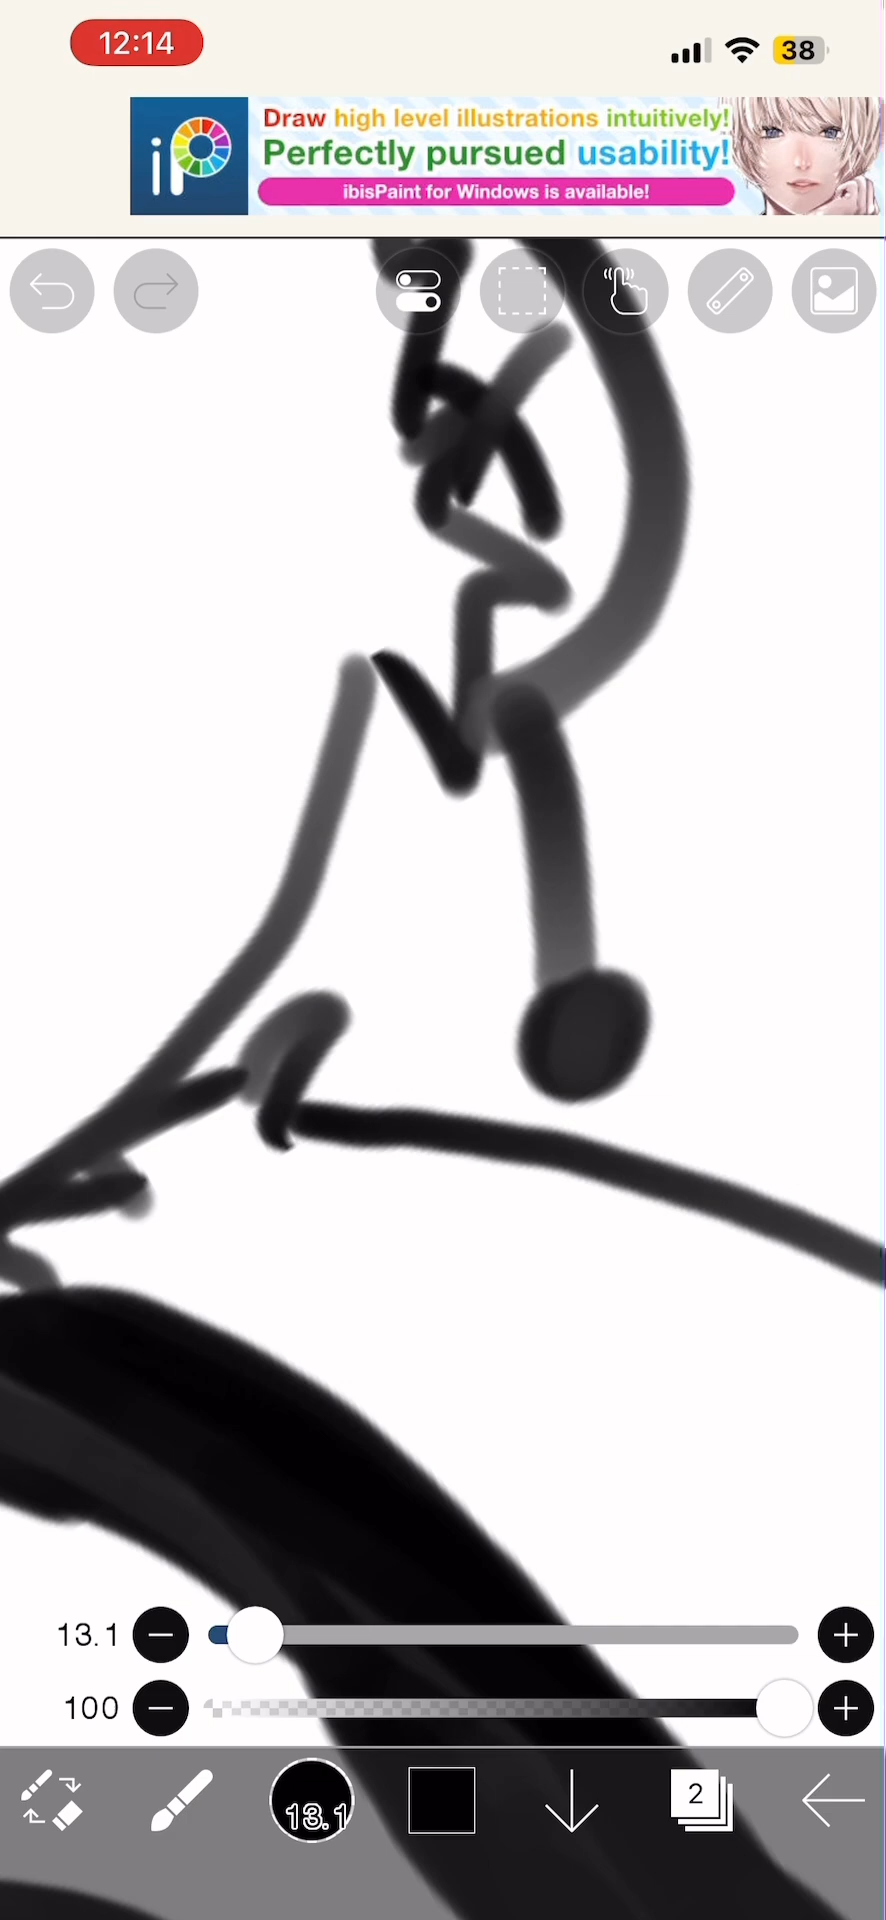 12:14
38
iP
Draw high level illustrations intuitively!
Perfectly pursued usability!
ibisPaint for Windows is available!
13.1
100
13.1
2